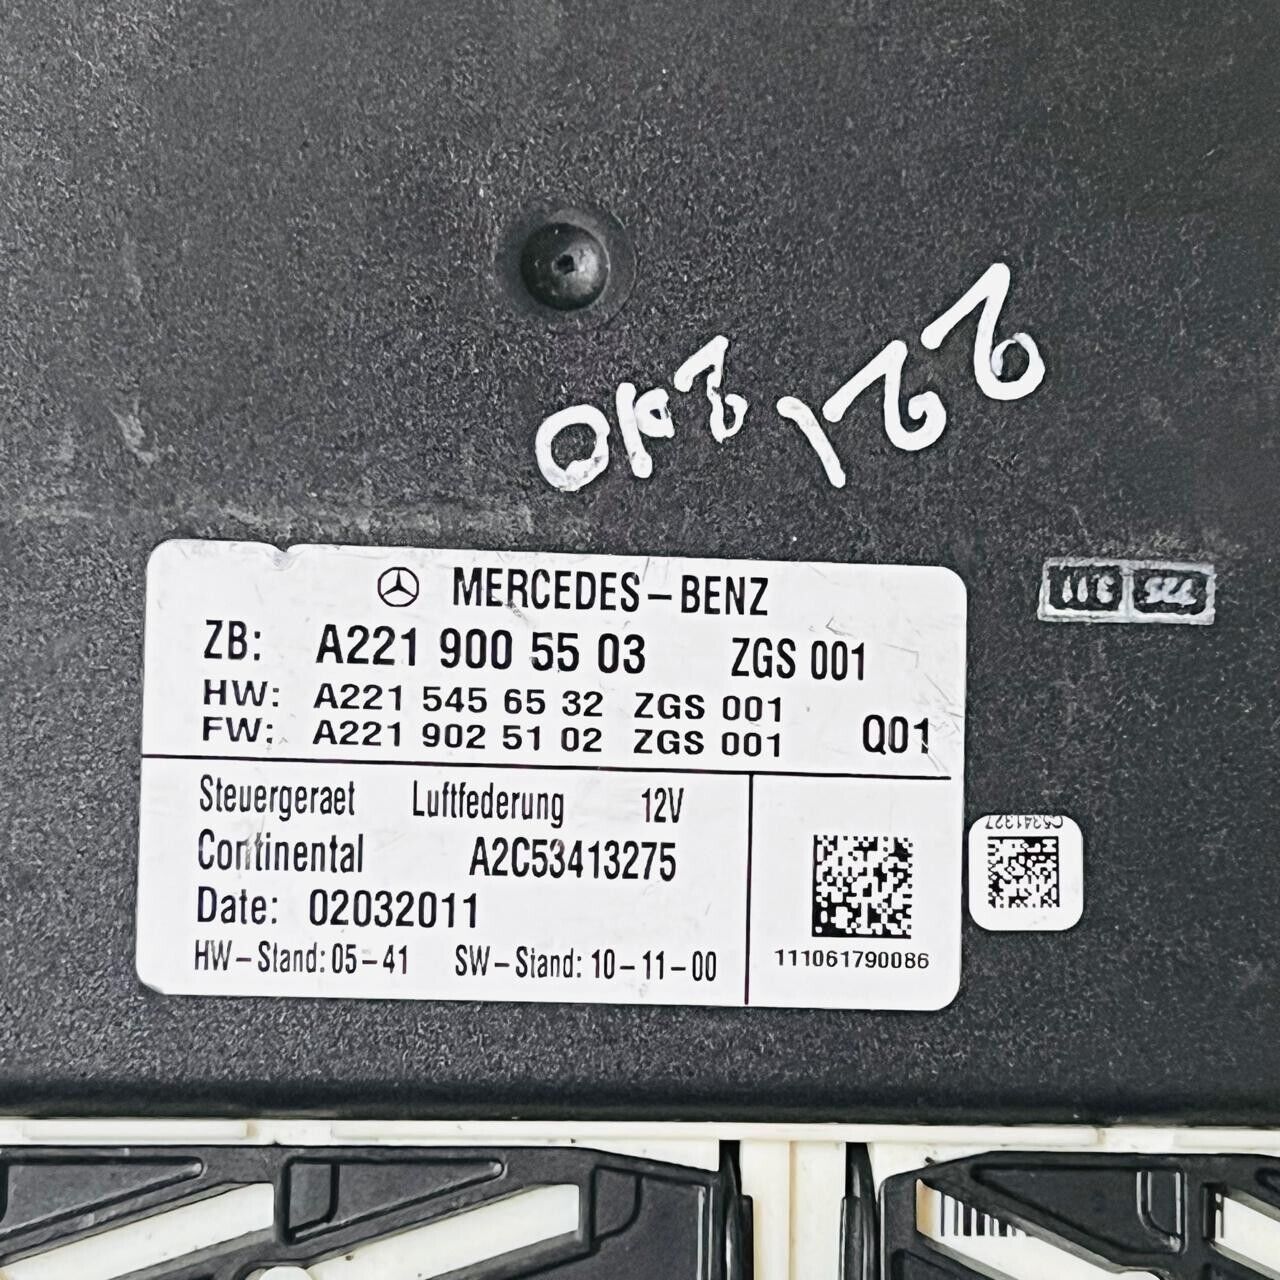 221
MERCEDES-BENZ
ZB: A221 900 55 03 ZGS 001
HW: A221 545 65 32 ZGS 001
FW: A221 902 51 02 ZGS 001 Q01
Steuergeraet Luftfederung 12V
Continental A2C53413275
Date: 02032011
HW-Stand: 05-41 SW-Stand: 10-11-00
111061790086
C5341327